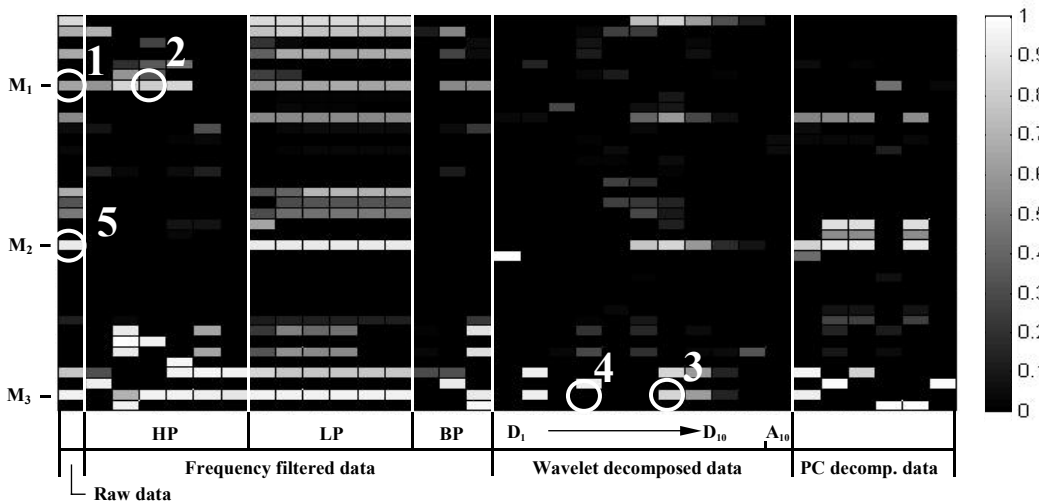 1 2
M1
5
M2
4 3
M3
1
0.9
0.8
0.7
0.6
0.5
0.4
0.3
0.2
0.1
0
HP LP BP D1 D10 A10
Frequency filtered data Wavelet decomposed data PC decomp. data
Raw data